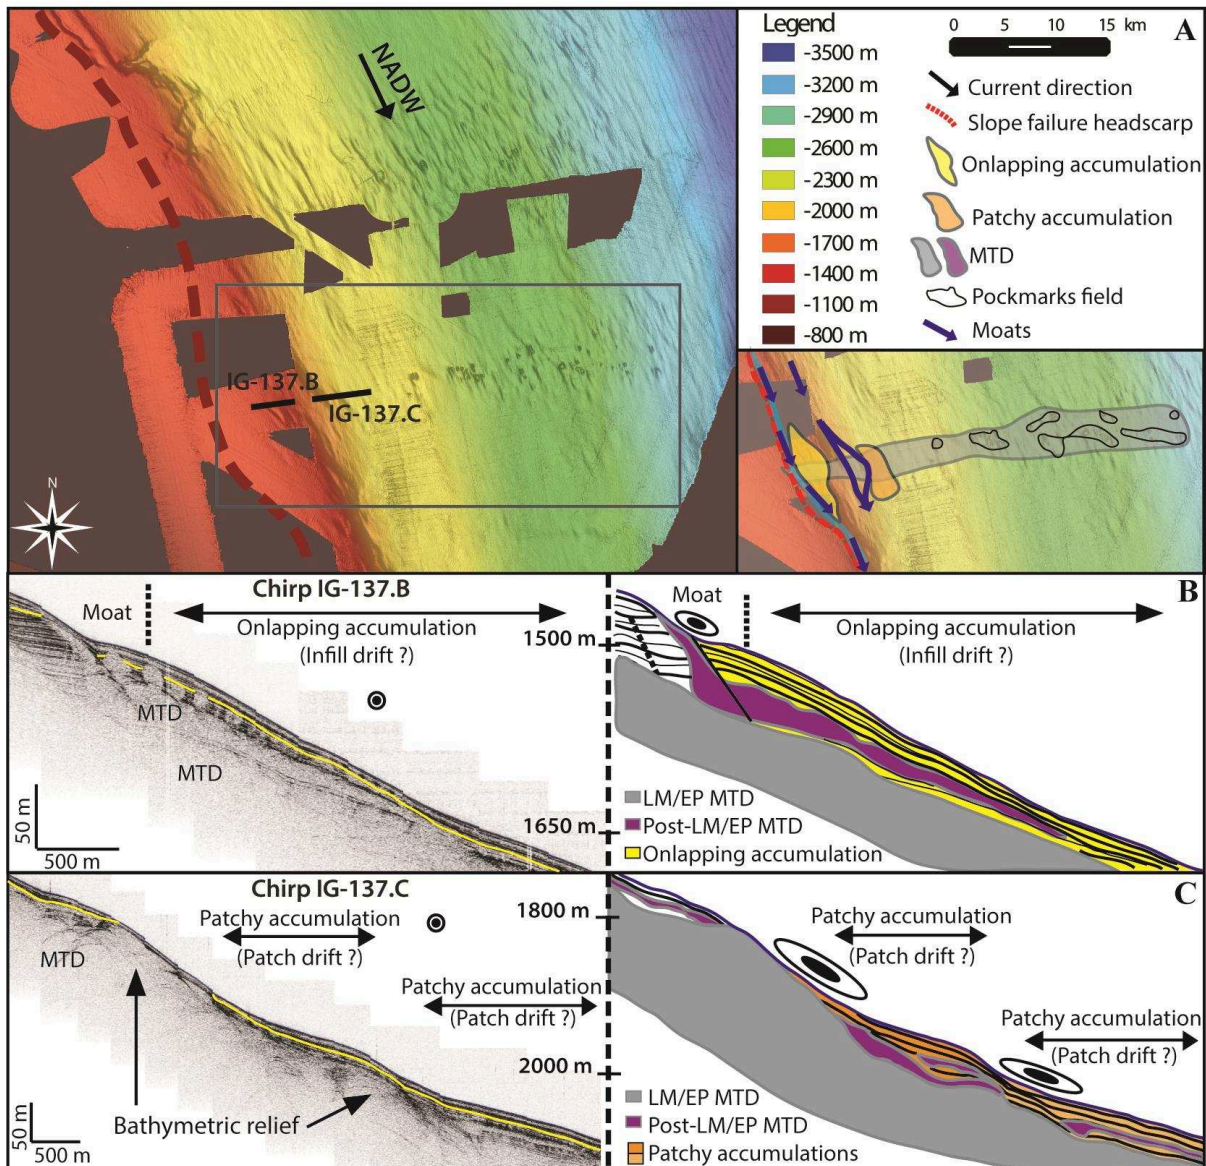 NADW
IG-137.B
IG-137.C
N
Legend
-3500 m
-3200 m
-2900 m
-2600 m
-2300 m
-2000 m
-1700 m
-1400 m
-1100 m
-800 m
0 5 10 15 km
A
Current direction
Slope failure headscarp
Onlapping accumulation
Patchy accumulation
MTD
Pockmarks field
Moats
Chirp IG-137.B
Moat
Onlapping accumulation
(Infill drift ?)
MTD
MTD
50 m
500 m
B
Moat
1500 m
Onlapping accumulation
(Infill drift ?)
LM/EP MTD
Post-LM/EP MTD
1650 m
Onlapping accumulation
Chirp IG-137.C
Patchy accumulation
(Patch drift ?)
MTD
Patchy accumulation
(Patch drift ?)
Bathymetric relief
50 m
500 m
C
1800 m
Patchy accumulation
(Patch drift ?)
Patchy accumulation
(Patch drift ?)
2000 m
LM/EP MTD
Post-LM/EP MTD
Patchy accumulations